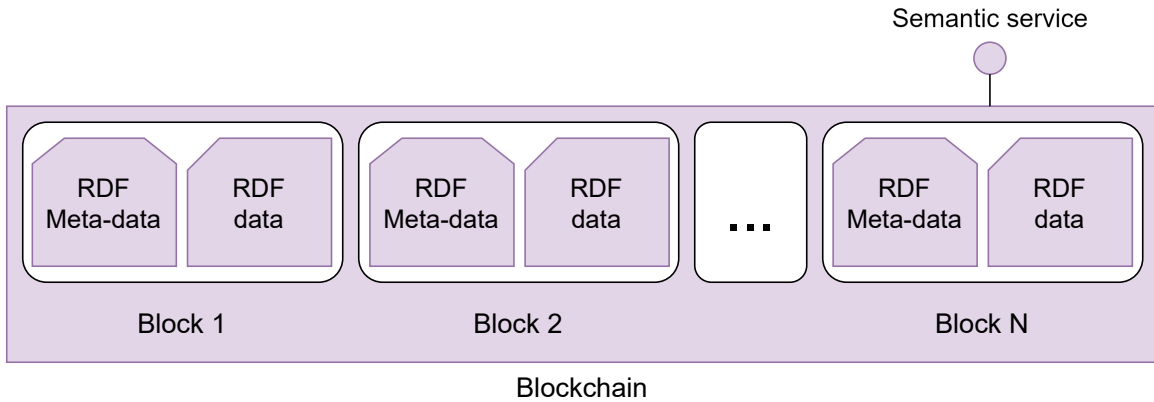 Semantic service
RDF
Meta-data
RDF
data
RDF
Meta-data
RDF
data
...
RDF
Meta-data
RDF
data
Block 1
Block 2
Block N
Blockchain